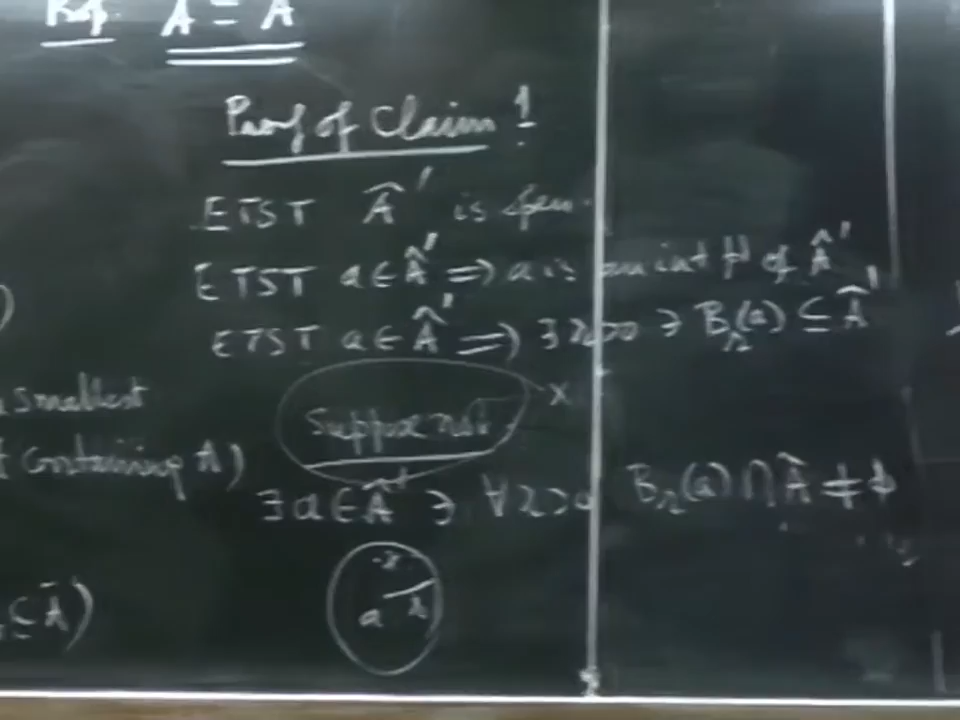 Ā = Â
Proof of Claim 1
)
ETST Â' is open
ETST a ∈ Â' ⟹ a is an int pt of Â'
ETST a ∈ Â' ⟹ ∃ r>0 ∋ B_r(a) ⊆ Â'
smallest
x
Suppose not.
containing A)
∃ a ∈ Â' ∋ ∀ r>0 B_r(a) ∩ Â ≠ ϕ
x
a r
⊆ Ā)